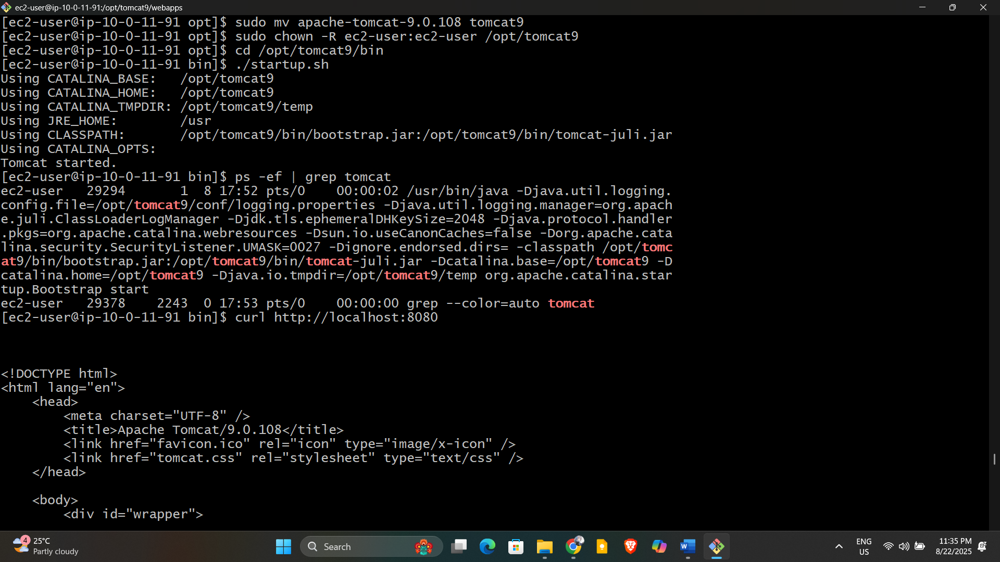 ec2-user@ip-10-0-11-91:/opt/tomcat9/webapps
[ec2-user@ip-10-0-11-91 opt]$ sudo mv apache-tomcat-9.0.108 tomcat9
[ec2-user@ip-10-0-11-91 opt]$ sudo chown -R ec2-user:ec2-user /opt/tomcat9
[ec2-user@ip-10-0-11-91 opt]$ cd /opt/tomcat9/bin
[ec2-user@ip-10-0-11-91 bin]$ ./startup.sh
Using CATALINA_BASE:   /opt/tomcat9
Using CATALINA_HOME:   /opt/tomcat9
Using CATALINA_TMPDIR: /opt/tomcat9/temp
Using JRE_HOME:        /usr
Using CLASSPATH:       /opt/tomcat9/bin/bootstrap.jar:/opt/tomcat9/bin/tomcat-juli.jar
Using CATALINA_OPTS:
Tomcat started.
[ec2-user@ip-10-0-11-91 bin]$ ps -ef | grep tomcat
ec2-user   29294       1  8 17:52 pts/0    00:00:02 /usr/bin/java -Djava.util.logging.
config.file=/opt/tomcat9/conf/logging.properties -Djava.util.logging.manager=org.apach
e.juli.ClassLoaderLogManager -Djdk.tls.ephemeralDHKeySize=2048 -Djava.protocol.handler
.pkgs=org.apache.catalina.webresources -Dsun.io.useCanonCaches=false -Dorg.apache.cata
lina.security.SecurityListener.UMASK=0027 -Dignore.endorsed.dirs= -classpath /opt/tomc
at9/bin/bootstrap.jar:/opt/tomcat9/bin/tomcat-juli.jar -Dcatalina.base=/opt/tomcat9 -D
catalina.home=/opt/tomcat9 -Djava.io.tmpdir=/opt/tomcat9/temp org.apache.catalina.star
tup.Bootstrap start
ec2-user   29378    2243  0 17:53 pts/0    00:00:00 grep --color=auto tomcat
[ec2-user@ip-10-0-11-91 bin]$ curl http://localhost:8080
<!DOCTYPE html>
<html lang="en">
    <head>
        <meta charset="UTF-8" />
        <title>Apache Tomcat/9.0.108</title>
        <link href="favicon.ico" rel="icon" type="image/x-icon" />
        <link href="tomcat.css" rel="stylesheet" type="text/css" />
    </head>
    <body>
        <div id="wrapper">
4
25°C
Partly cloudy
Search
W
ENG
US
11:35 PM
8/22/2025